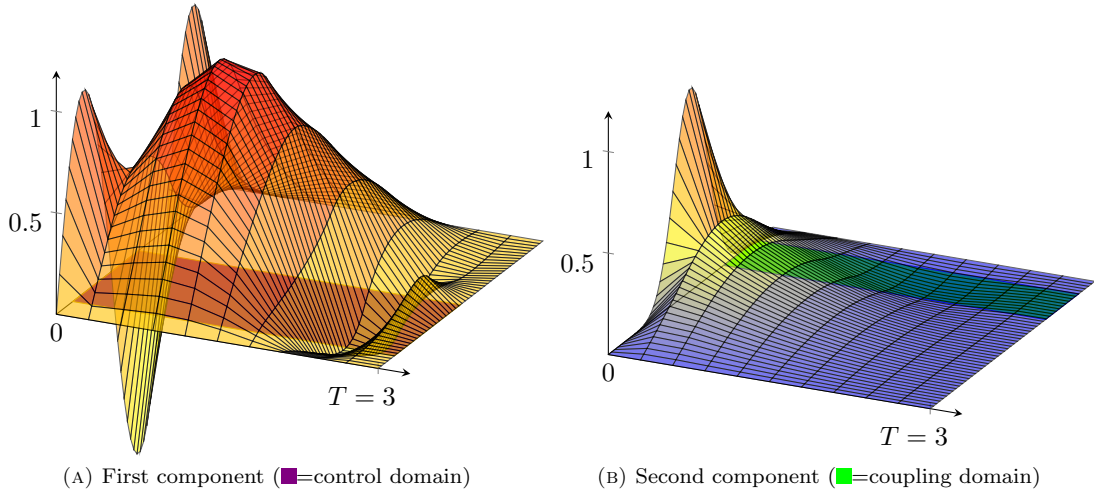 1
0.5
0
T = 3
1
0.5
0
T = 3
(A) First component (■=control domain)
(B) Second component (■=coupling domain)